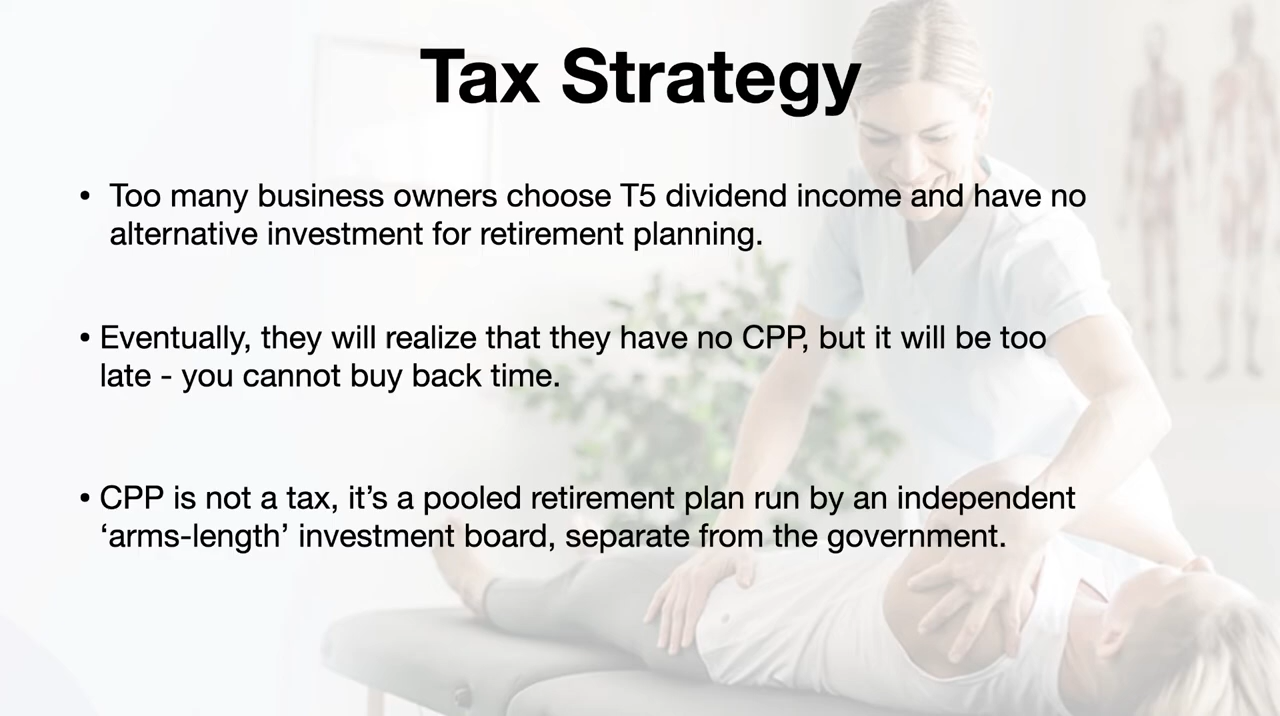 Tax Strategy
• Too many business owners choose T5 dividend income and have no
alternative investment for retirement planning.
• Eventually, they will realize that they have no CPP, but it will be too
late - you cannot buy back time.
• CPP is not a tax, it’s a pooled retirement plan run by an independent
‘arms-length’ investment board, separate from the government.